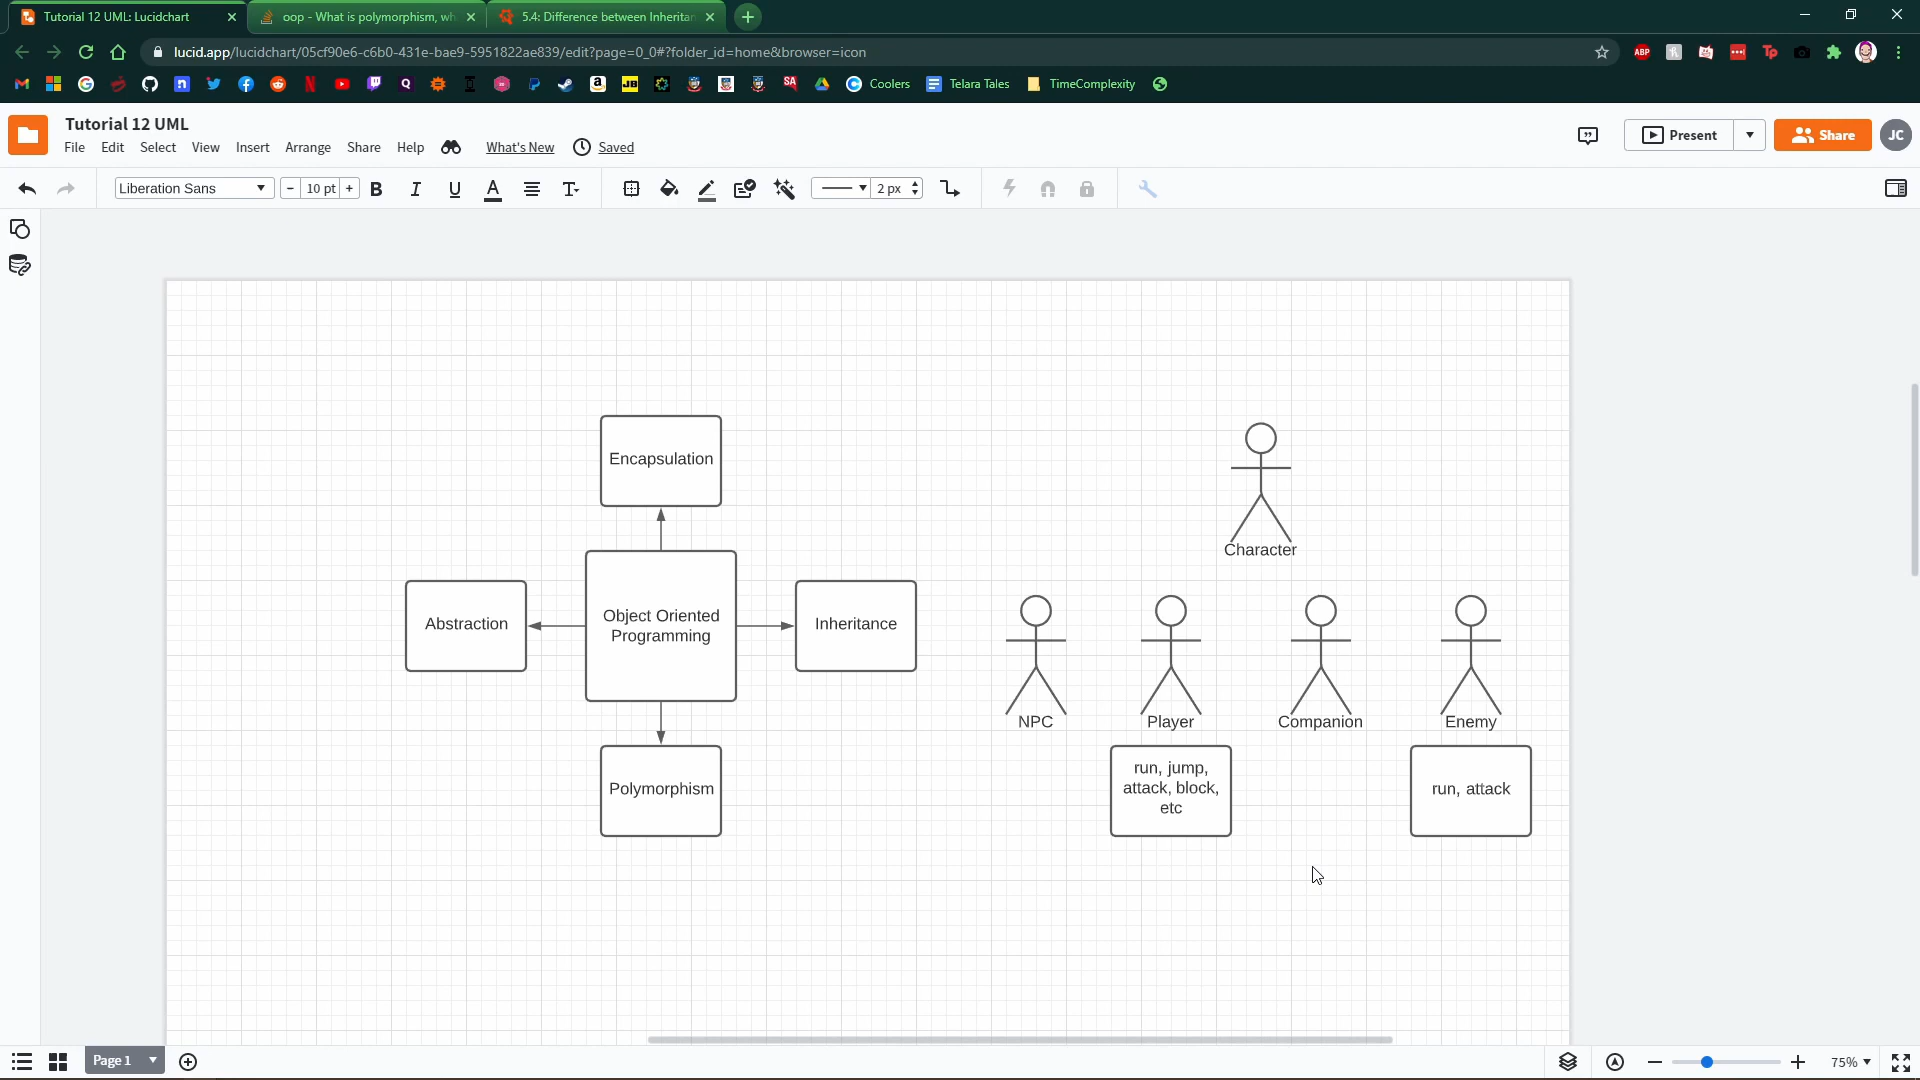 Tutorial 12 UML: Lucidchart
oop - What is polymorphism, wh
5.4: Difference between Inheritan
lucid.app/lucidchart/05cf90e6-c6b0-431e-bae9-5951822ae839/edit?page=0_0#?folder_id=home&browser=icon
ABP
Tp
JB
SA
Coolers
Telara Tales
TimeComplexity
Tutorial 12 UML
File Edit Select View Insert Arrange Share Help What's New Saved
Present
Share
JC
Liberation Sans
- 10 pt +
B I U A T
2 px
Encapsulation
Character
Abstraction
Object Oriented
Programming
Inheritance
NPC
Player
Companion
Enemy
Polymorphism
run, jump,
attack, block,
etc
run, attack
Page 1
75%